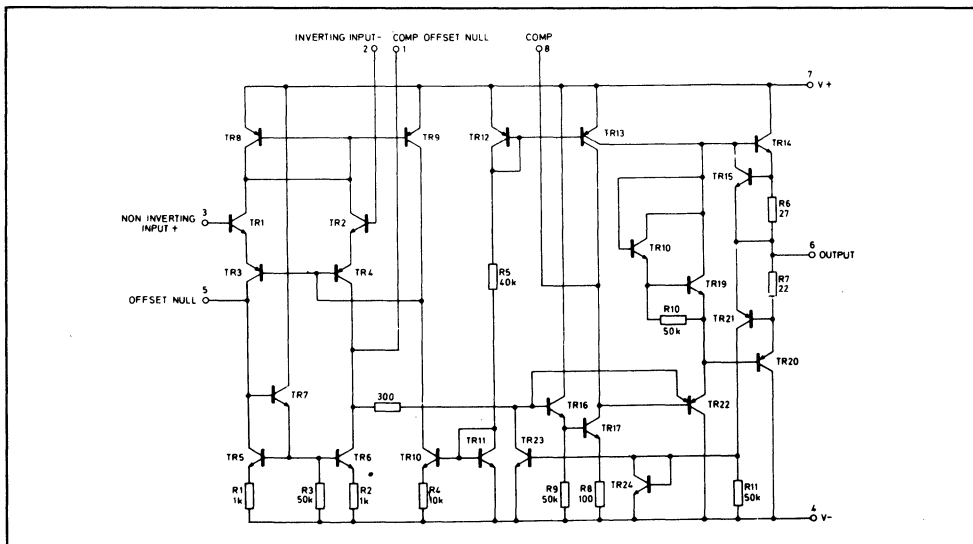 INVERTING INPUT- COMP OFFSET NULL COMP
2 1 8
7
V+
TR8
TR9
TR12
TR13
TR14
TR15
NON INVERTING
INPUT +
3
TR1
TR2
R6
27
6
OUTPUT
TR10
TR3
TR4
R5
40k
R7
22
OFFSET NULL
5
TR19
R10
50k
TR21
TR20
TR7
300
TR16
TR22
TR17
TR5
TR6
TR10
TR11
TR23
TR24
R1
1k
R3
50k
R2
1k
R4
10k
R9
50k
R8
100
R11
50k
4
V-